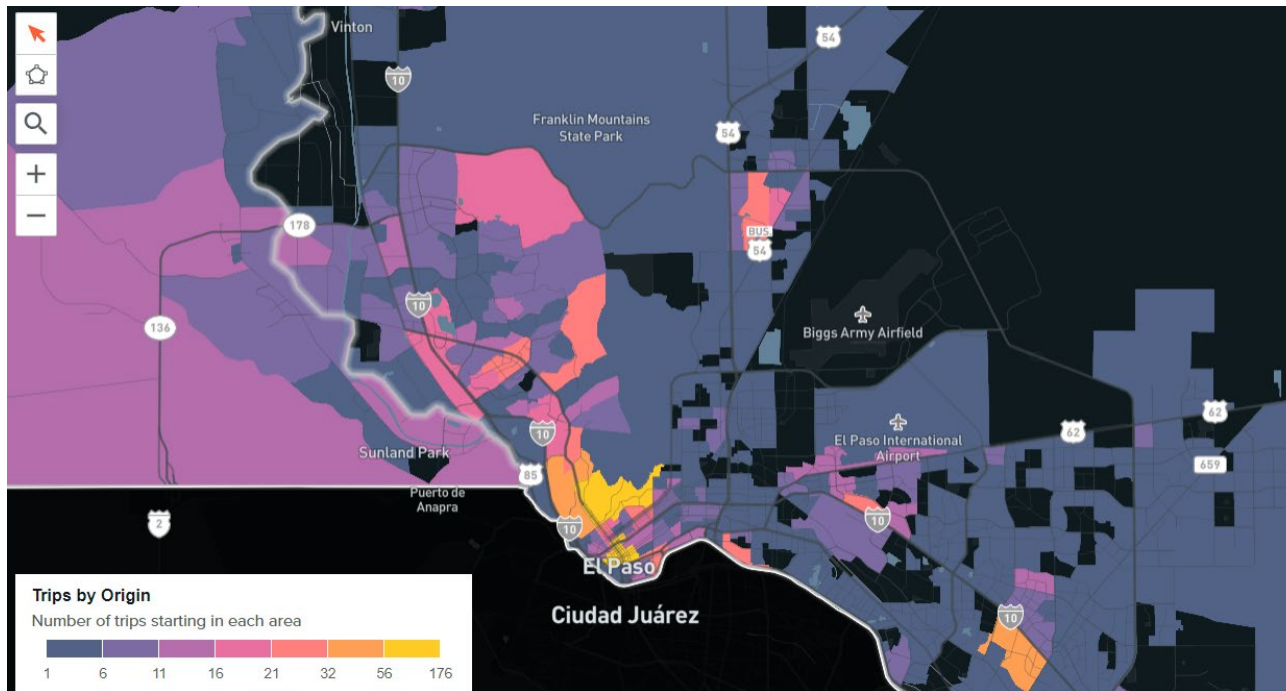 Vinton
54
10
Franklin Mountains
State Park
54
178
BUS
54
10
136
Biggs Army Airfield
62
El Paso International
Airport
62
10
Sunland Park
659
85
Puerto de
Anapra
2
10
10
El Paso
Ciudad Juárez
10
Trips by Origin
Number of trips starting in each area
1 6 11 16 21 32 56 176